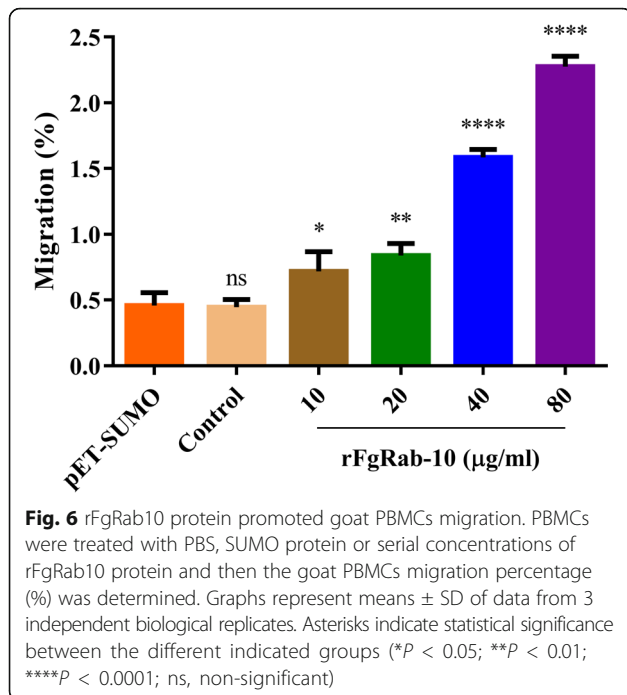 ****
2.5
****
2.0
1.5
**
*
1.0
ns
0.5
0.0
Migration (%)
pET-SUMO
Control
10
20
40
80
rFgRab-10 (μg/ml)
Fig. 6 rFgRab10 protein promoted goat PBMCs migration. PBMCs
were treated with PBS, SUMO protein or serial concentrations of
rFgRab10 protein and then the goat PBMCs migration percentage
(%) was determined. Graphs represent means ± SD of data from 3
independent biological replicates. Asterisks indicate statistical significance
between the different indicated groups (*P < 0.05; **P < 0.01;
****P < 0.0001; ns, non-significant)